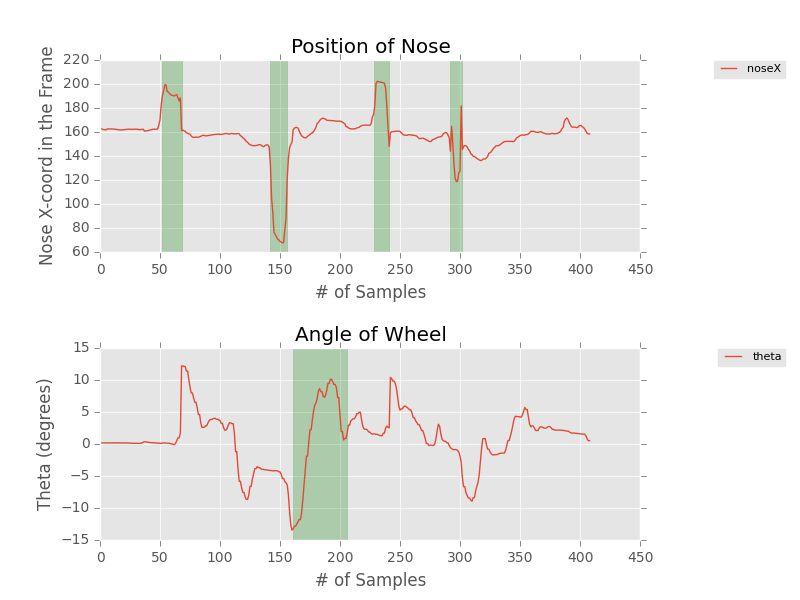 Position of Nose
220
200
180
160
140
120
100
80
60
Nose X-coord in the Frame
0 50 100 150 200 250 300 350 400 450
# of Samples
noseX
Angle of Wheel
15
10
5
0
−5
−10
−15
Theta (degrees)
0 50 100 150 200 250 300 350 400 450
# of Samples
theta